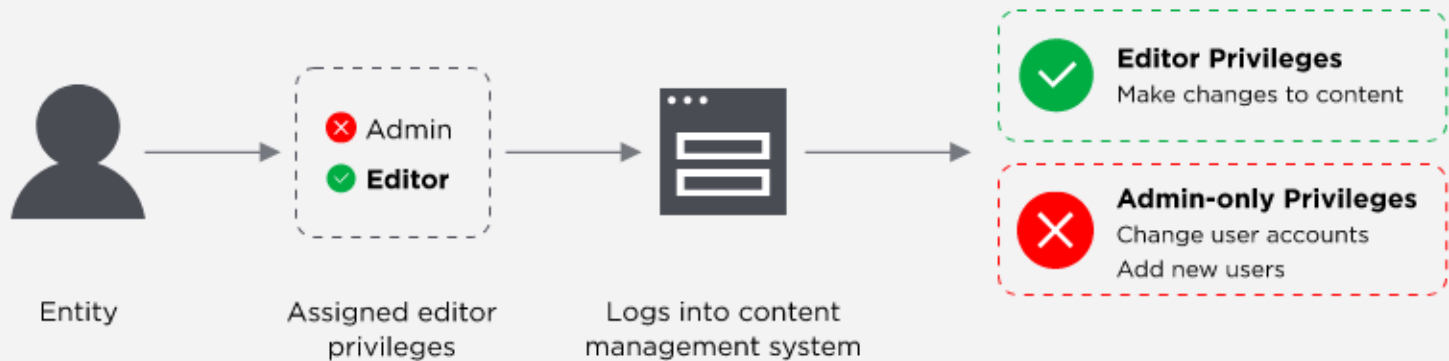 Admin
Editor
Editor Privileges
Make changes to content
Admin-only Privileges
Change user accounts
Add new users
Entity
Assigned editor
privileges
Logs into content
management system